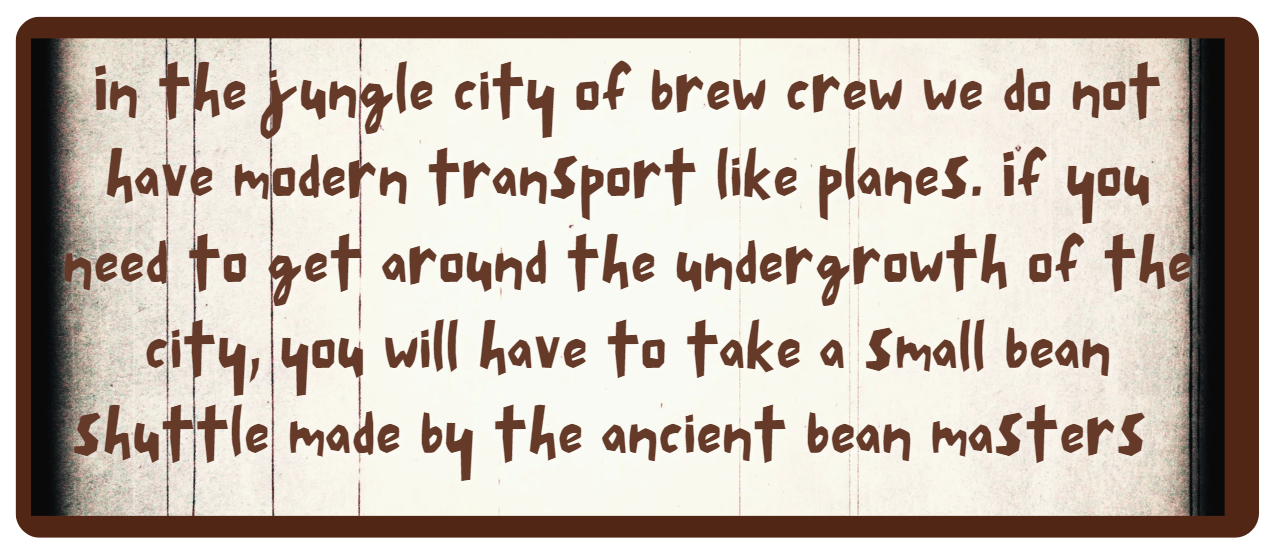 in the jungle city of brew crew we do not
have modern transport like planes. if you
need to get around the undergrowth of the
city, you will have to take a small bean
shuttle made by the ancient bean masters